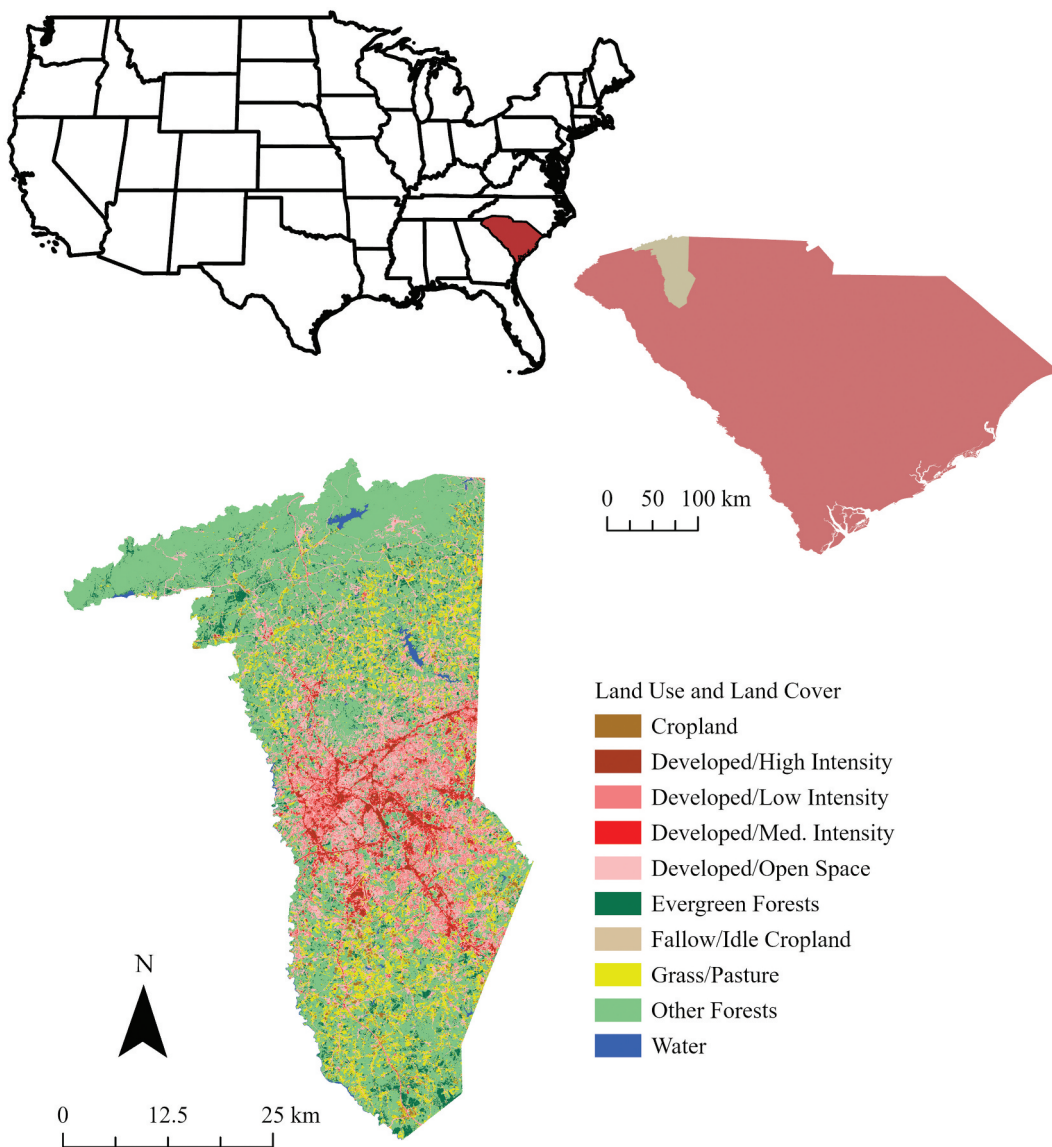 0 50 100 km
Land Use and Land Cover
Cropland
Developed/High Intensity
Developed/Low Intensity
Developed/Med. Intensity
Developed/Open Space
Evergreen Forests
Fallow/Idle Cropland
Grass/Pasture
Other Forests
Water
N
0 12.5 25 km